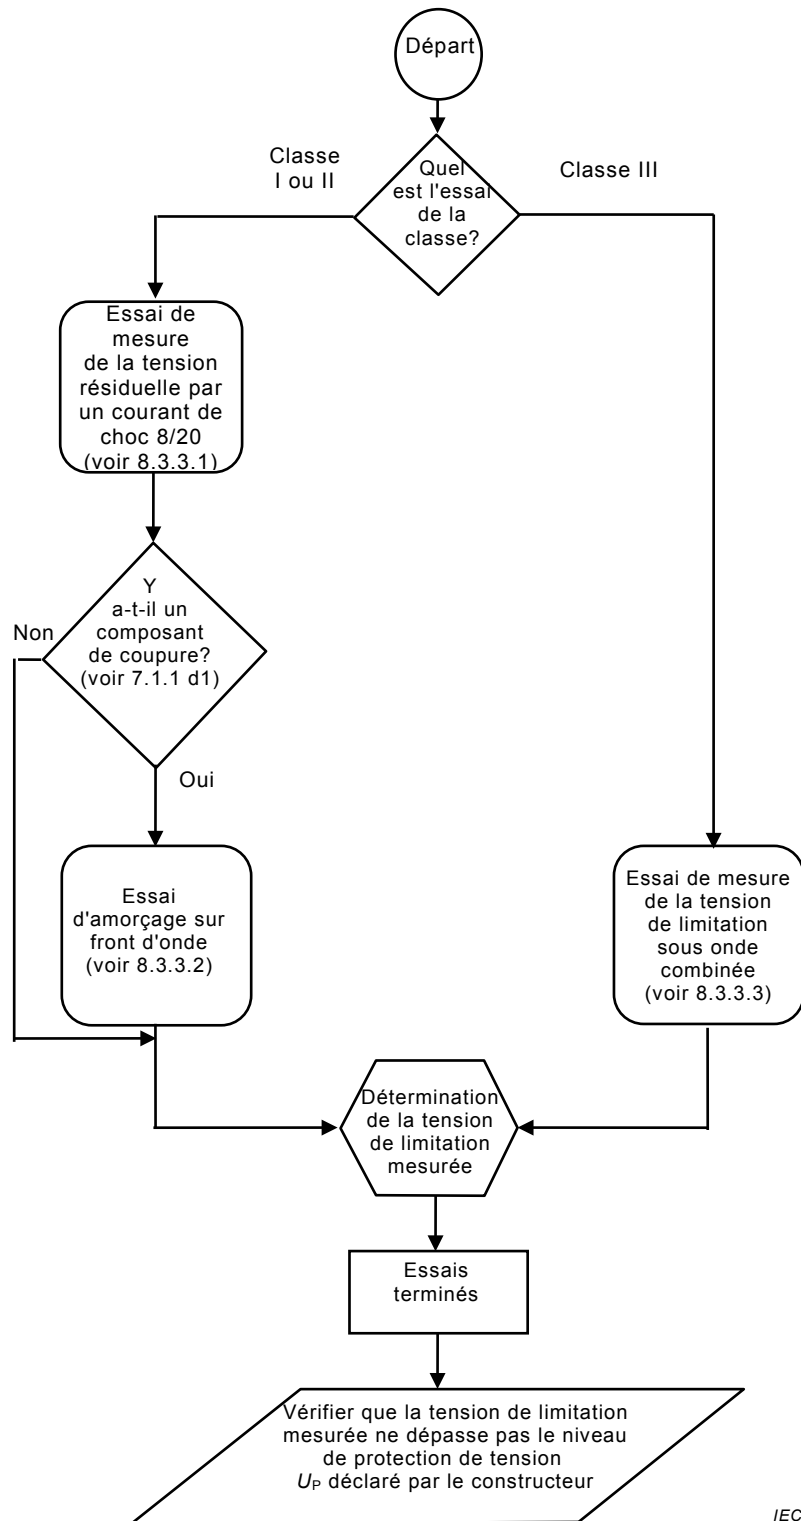 Départ
Classe
I ou II
Quel
est l'essai
de la
classe?
Classe III
Essai de
mesure
de la tension
résiduelle par
un courant de
choc 8/20
(voir 8.3.3.1)
Y
a-t-il un
composant
de coupure?
(voir 7.1.1 d1)
Non
Oui
Essai
d'amorçage sur
front d'onde
(voir 8.3.3.2)
Essai de mesure
de la tension
de limitation
sous onde
combinée
(voir 8.3.3.3)
Détermination
de la tension
de limitation
mesurée
Essais
terminés
Vérifier que la tension de limitation
mesurée ne dépasse pas le niveau
de protection de tension
UP déclaré par le constructeur
IEC